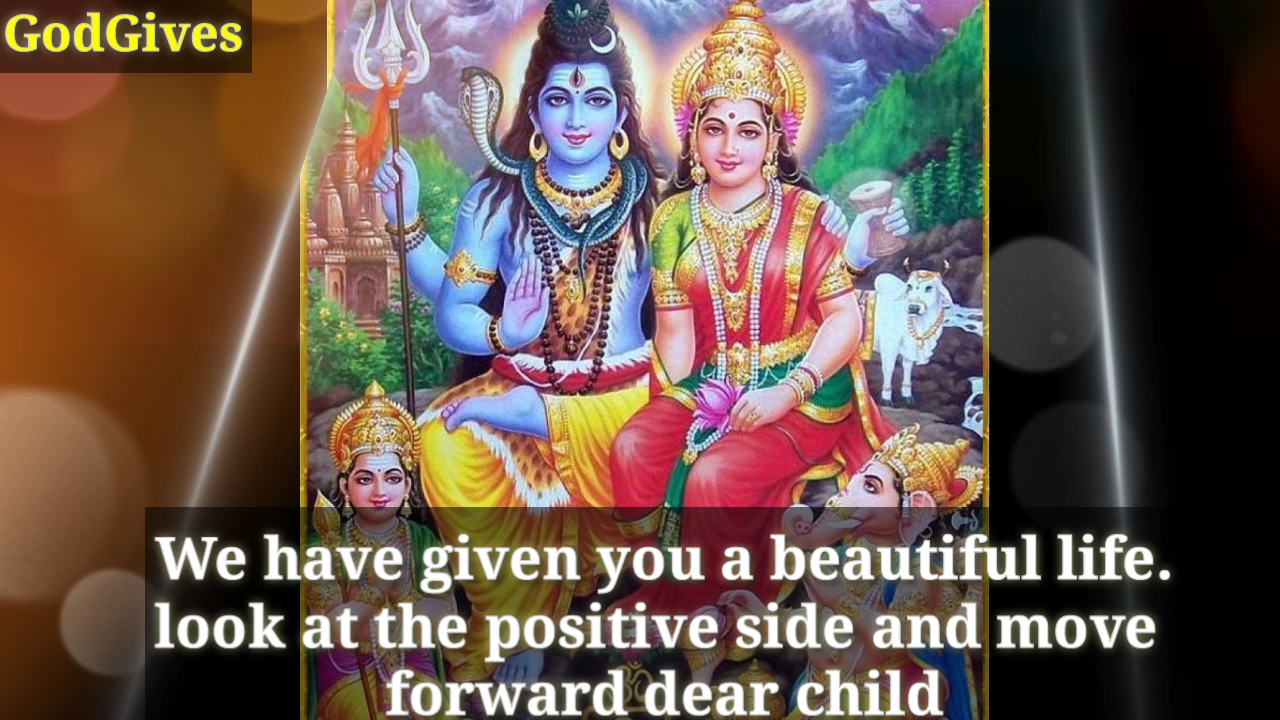 GodGives
We have given you a beautiful life.
look at the positive side and move
forward dear child